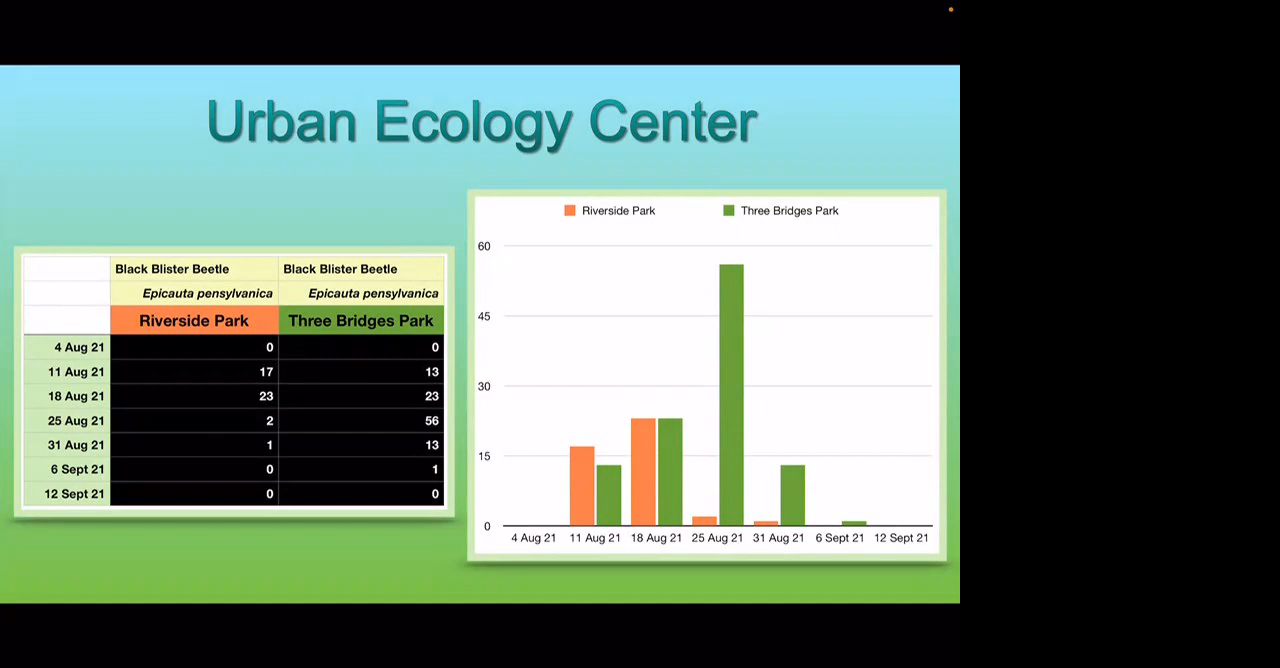 Urban Ecology Center
Black Blister Beetle Black Blister Beetle
Epicauta pensylvanica Epicauta pensylvanica
Riverside Park Three Bridges Park
4 Aug 21 0 0
11 Aug 21 17 13
18 Aug 21 23 23
25 Aug 21 2 56
31 Aug 21 1 13
6 Sept 21 0 1
12 Sept 21 0 0
Riverside Park Three Bridges Park
60
45
30
15
0
4 Aug 21 11 Aug 21 18 Aug 21 25 Aug 21 31 Aug 21 6 Sept 21 12 Sept 21